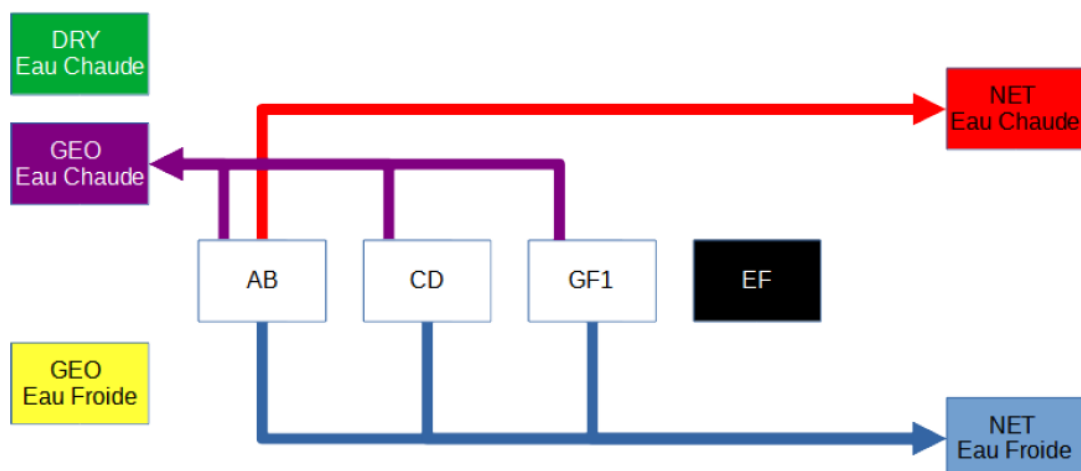 DRY
Eau Chaude
NET
Eau Chaude
GEO
Eau Chaude
AB
CD
GF1
EF
GEO
Eau Froide
NET
Eau Froide